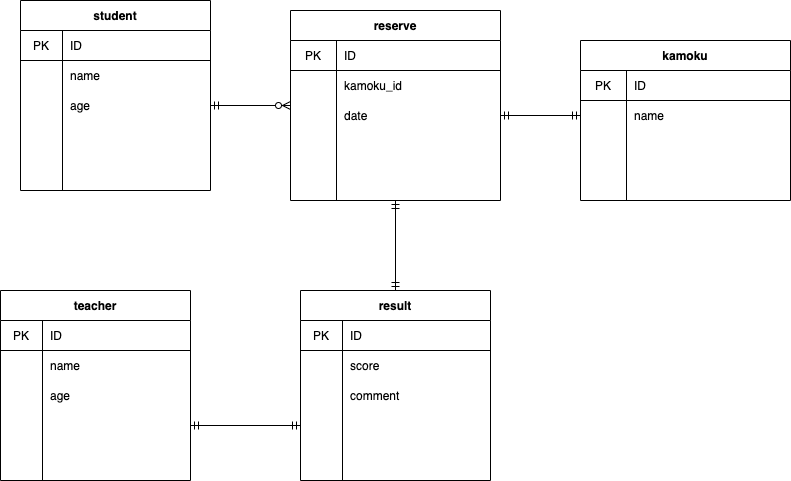 student
PK ID
name
age
reserve
PK ID
kamoku_id
date
kamoku
PK ID
name
teacher
PK ID
name
age
result
PK ID
score
comment